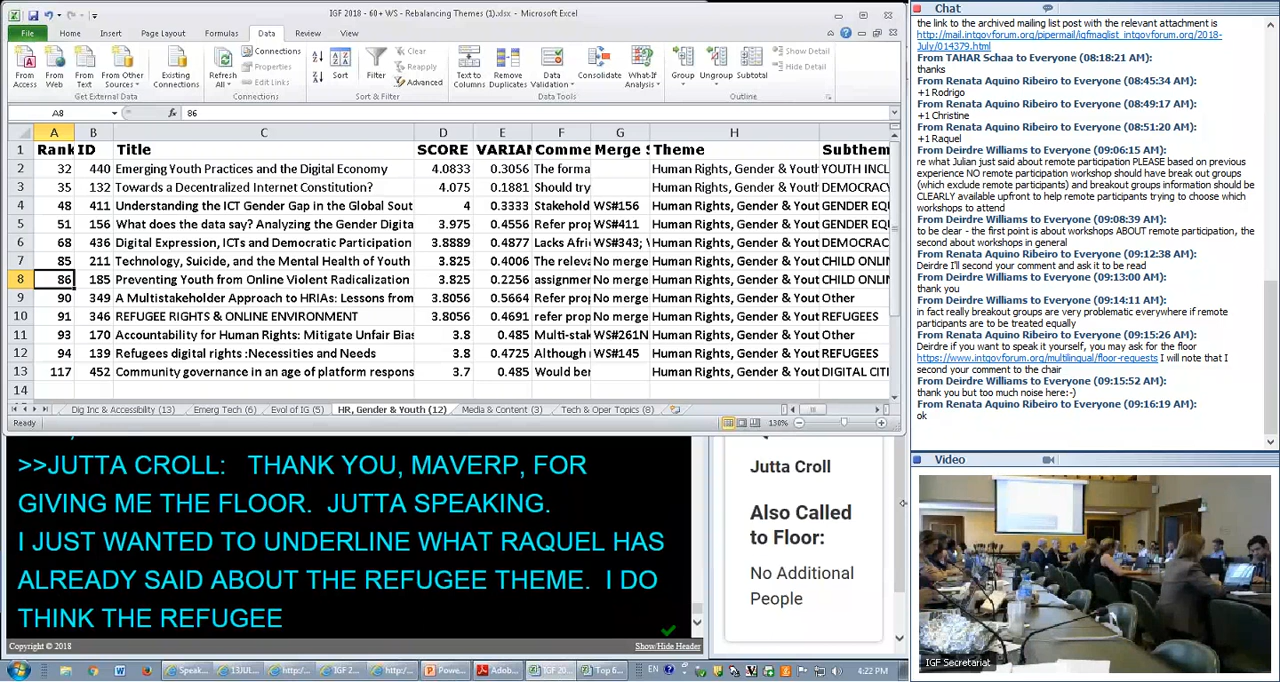 IGF 2018 - 60+ WS - Rebalancing Themes (1).xlsx - Microsoft Excel
File Home Insert Page Layout Formulas Data Review View
From Access
From Web
From Text
From Other Sources
Existing Connections
Refresh All
Connections
Properties
Edit Links
Sort
Filter
Clear
Reapply
Advanced
Text to Columns
Remove Duplicates
Data Validation
Consolidate
What-If Analysis
Group
Ungroup
Subtotal
Show Detail
Hide Detail
Get External Data Connections Sort & Filter Data Tools Outline
A8 fx 86
A B C D E F G H
1 Rank ID Title SCORE VARIAN Comme Merge S Theme Subthem
2 32 440 Emerging Youth Practices and the Digital Economy 4.0833 0.3056 The forma Human Rights, Gender & Yout YOUTH INCL
3 35 132 Towards a Decentralized Internet Constitution? 4.075 0.1881 Should try Human Rights, Gender & Yout DEMOCRACY
4 48 411 Understanding the ICT Gender Gap in the Global Sout 4 0.3333 Stakehold WS#156 Human Rights, Gender & Yout GENDER EQ
5 51 156 What does the data say? Analyzing the Gender Digita 3.975 0.4556 Refer prop WS#411 Human Rights, Gender & Yout GENDER EQ
6 68 436 Digital Expression, ICTs and Democratic Participation 3.8889 0.4877 Lacks Afri WS#343; W Human Rights, Gender & Yout DEMOCRAC
7 85 211 Technology, Suicide, and the Mental Health of Youth 3.825 0.4006 The releva No merge Human Rights, Gender & Yout CHILD ONLI
8 86 185 Preventing Youth from Online Violent Radicalization 3.825 0.2256 assignmen No merge Human Rights, Gender & Yout CHILD ONLIN
9 90 349 A Multistakeholder Approach to HRIAs: Lessons from 3.8056 0.5664 Refer prop No merge Human Rights, Gender & Yout Other
10 91 346 REFUGEE RIGHTS & ONLINE ENVIRONMENT 3.8056 0.4691 refer prop No merge Human Rights, Gender & Yout REFUGEES
11 93 170 Accountability for Human Rights: Mitigate Unfair Bias 3.8 0.485 Multi-stak WS#261N Human Rights, Gender & Yout Other
12 94 139 Refugees digital rights :Necessities and Needs 3.8 0.4725 Although WS#145 Human Rights, Gender & Yout REFUGEES
13 117 452 Community governance in an age of platform respons 3.7 0.485 Would ber Human Rights, Gender & Yout DIGITAL CITI
14
Dig Inc & Accessibility (13) Emerg Tech (6) Evol of IG (5) HR, Gender & Youth (12) Media & Content (3) Tech & Oper Topics (8)
Ready 130%
>>JUTTA CROLL: THANK YOU, MAVERP, FOR
GIVING ME THE FLOOR. JUTTA SPEAKING.
I JUST WANTED TO UNDERLINE WHAT RAQUEL HAS
ALREADY SAID ABOUT THE REFUGEE THEME. I DO
THINK THE REFUGEE
Copyright © 2018 Show/Hide Header
Jutta Croll
Also Called
to Floor:
No Additional
People
Chat
the link to the archived mailing list post with the relevant attachment is
http://mail.intgovforum.org/pipermail/igfmaglist_intgovforum.org/2018-
July/014379.html
From TAHAR Schaa to Everyone (08:18:21 AM):
thanks
From Renata Aquino Ribeiro to Everyone (08:45:34 AM):
+1 Rodrigo
From Renata Aquino Ribeiro to Everyone (08:49:17 AM):
+1 Christine
From Renata Aquino Ribeiro to Everyone (08:51:20 AM):
+1 Raquel
From Deirdre Williams to Everyone (09:06:15 AM):
re what Julian just said about remote participation PLEASE based on previous
experience NO remote participation workshop should have break out groups
(which exclude remote participants) and breakout groups information should be
CLEARLY available upfront to help remote participants trying to choose which
workshops to attend
From Deirdre Williams to Everyone (09:08:39 AM):
to be clear - the first point is about workshops ABOUT remote participation, the
second about workshops in general
From Renata Aquino Ribeiro to Everyone (09:12:38 AM):
Deirdre I'll second your comment and ask it to be read
From Deirdre Williams to Everyone (09:13:00 AM):
thank you
From Deirdre Williams to Everyone (09:14:11 AM):
in fact really breakout groups are very problematic everywhere if remote
participants are to be treated equally
From Renata Aquino Ribeiro to Everyone (09:15:26 AM):
Deirdre if you want to speak it yourself, you may ask for the floor
https://www.intgovforum.org/multilingual/floor-requests I will note that I
second your comment to the chair
From Deirdre Williams to Everyone (09:15:52 AM):
thank you but too much noise here:-)
From Renata Aquino Ribeiro to Everyone (09:16:19 AM):
ok
Video
IGF Secretariat
Speak... 13JUL... http:/... IGF 2... http:/... Powe... Adob... IGF 20... Top 6... EN 4:22 PM